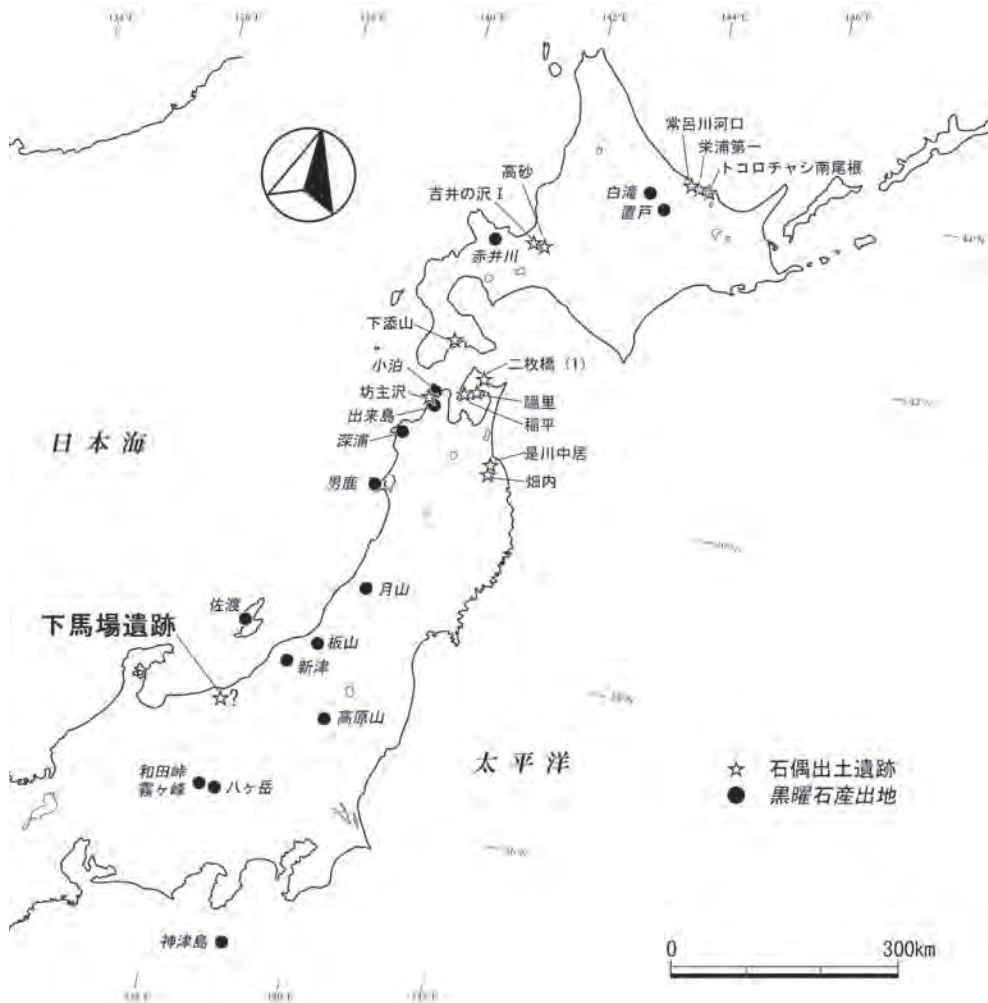 常呂川河口
栄浦第一
トコロチャシ南尾根
高砂
吉井の沢Ⅰ
白滝
置戸
赤井川
下添山
小泊
二枚橋（1）
坊主沢
出来島
稲平
深浦
是川中居
畑内
日本海
男鹿
月山
佐渡
下馬場遺跡
板山
新津
?
高原山
太平洋
和田峠
霧ヶ峰
八ヶ岳
☆ 石偶出土遺跡
● 黒曜石産出地
神津島
0
300km